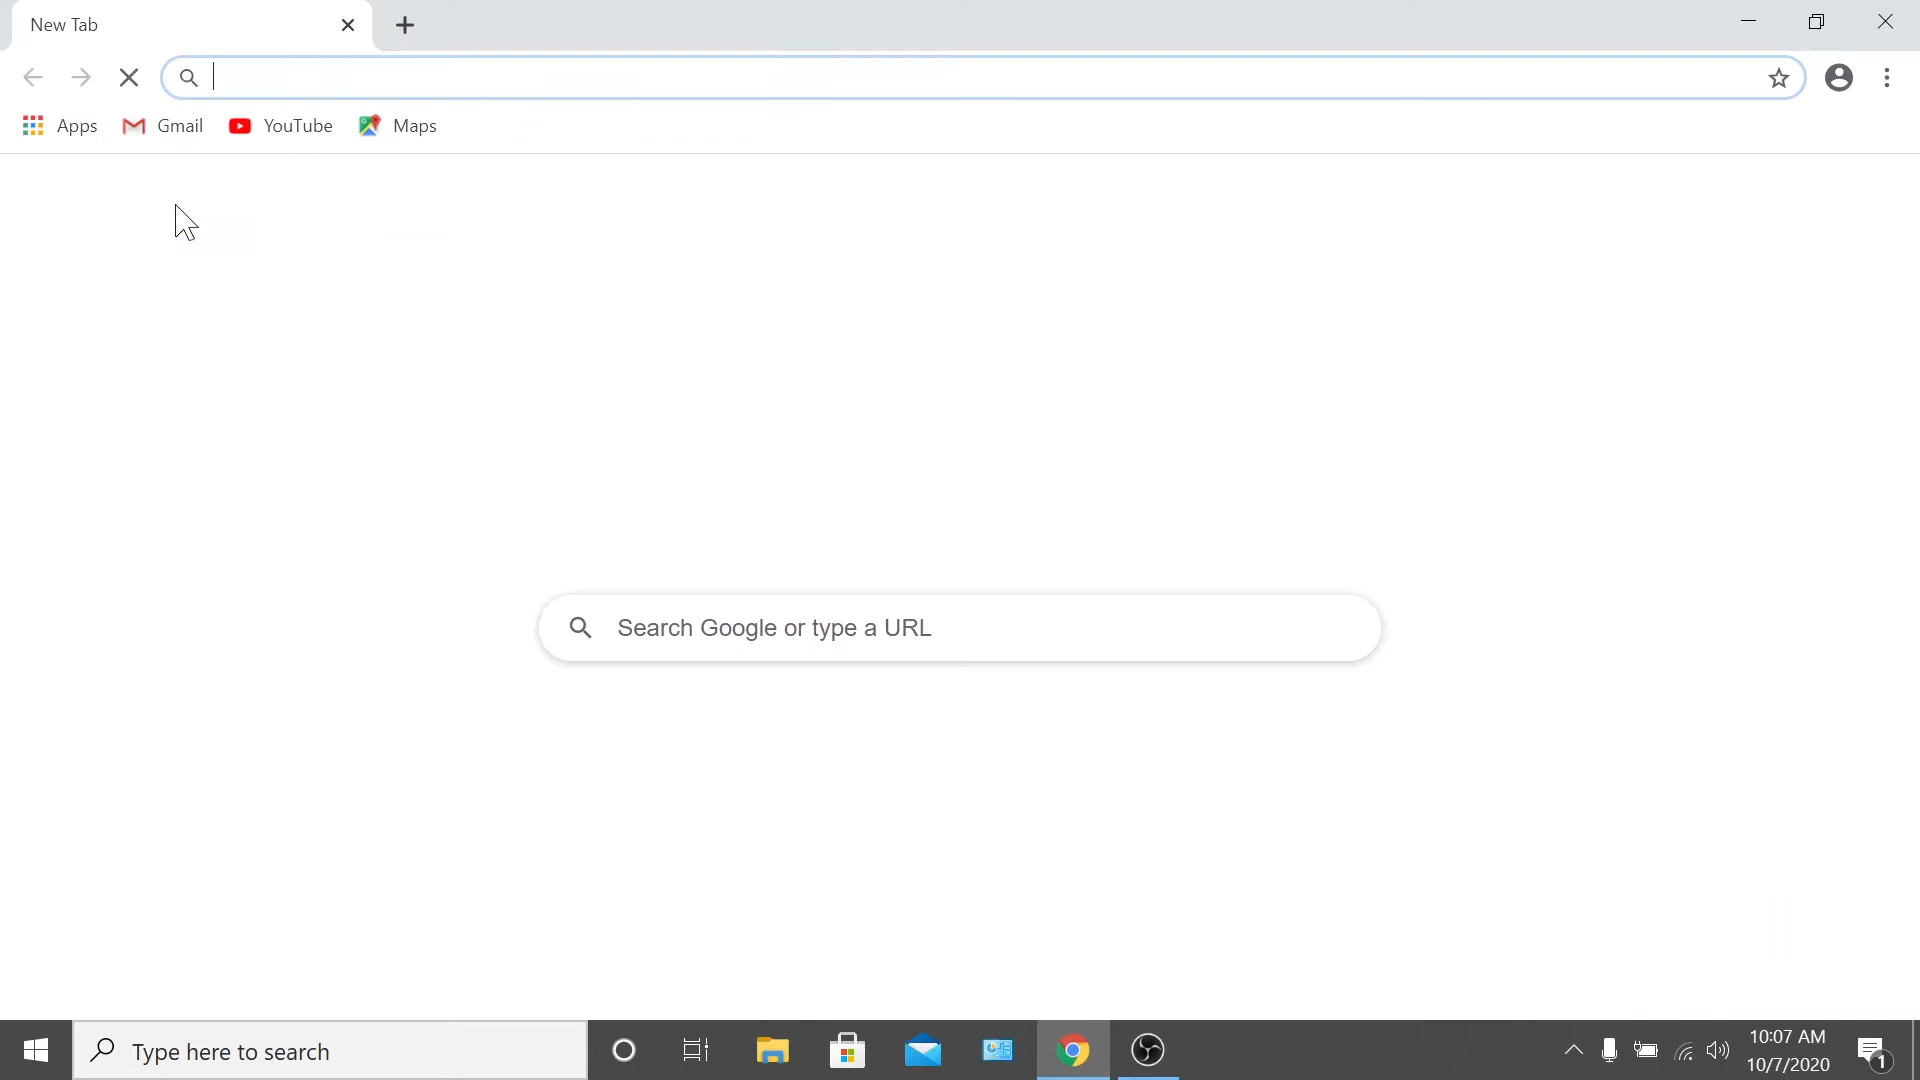 New Tab
Apps Gmail YouTube Maps
Search Google or type a URL
Type here to search
10:07 AM
10/7/2020
1